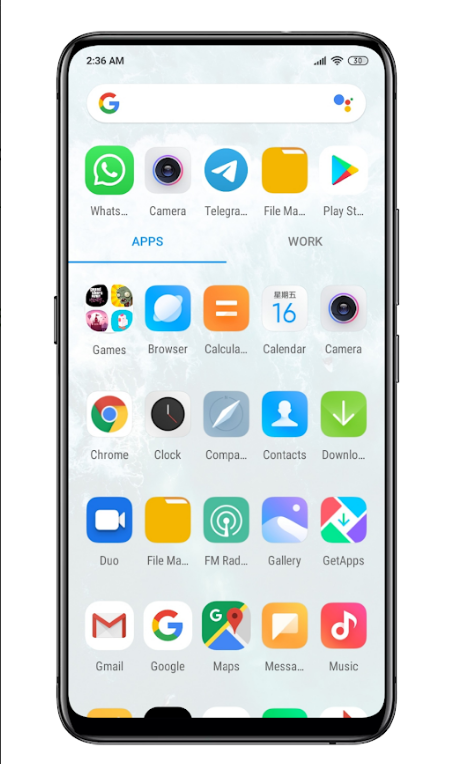 2:36 AM 30
Whats... Camera Telegra... File Ma... Play St...
APPS WORK
星期五
16
Games Browser Calcula... Calendar Camera
Chrome Clock Compa... Contacts Downlo...
Duo File Ma... FM Rad... Gallery GetApps
G
Gmail Google Maps Messa... Music